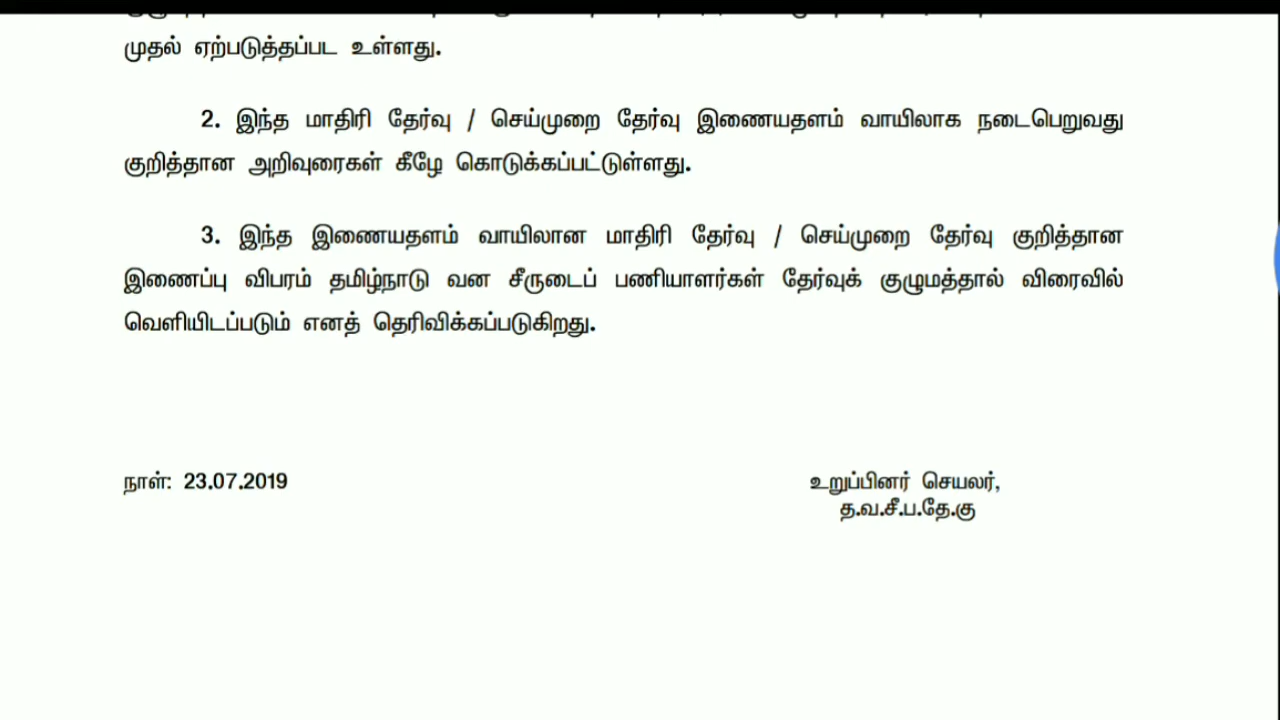 முதல் ஏற்படுத்தப்பட உள்ளது.
2. இந்த மாதிரி தேர்வு / செய்முறை தேர்வு இணையதளம் வாயிலாக நடைபெறுவது
குறித்தான அறிவுரைகள் கீழே கொடுக்கப்பட்டுள்ளது.
3. இந்த இணையதளம் வாயிலான மாதிரி தேர்வு / செய்முறை தேர்வு குறித்தான
இணைப்பு விபரம் தமிழ்நாடு வன சீருடைப் பணியாளர்கள் தேர்வுக் குழுமத்தால் விரைவில்
வெளியிடப்படும் எனத் தெரிவிக்கப்படுகிறது.
நாள்: 23.07.2019
உறுப்பினர் செயலர்,
த.வ.சீ.ப.தே.கு